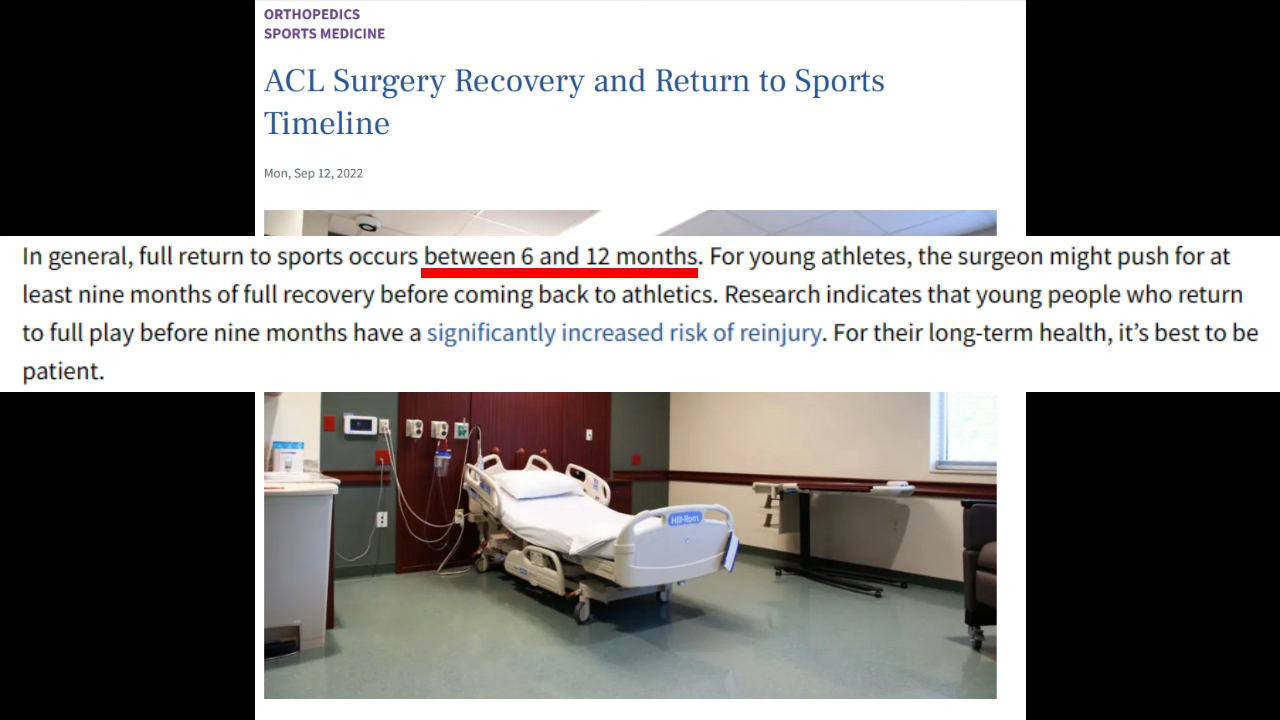 ORTHOPEDICS
SPORTS MEDICINE
ACL Surgery Recovery and Return to Sports
Timeline
Mon, Sep 12, 2022
In general, full return to sports occurs between 6 and 12 months. For young athletes, the surgeon might push for at
least nine months of full recovery before coming back to athletics. Research indicates that young people who return
to full play before nine months have a significantly increased risk of reinjury. For their long-term health, it’s best to be
patient.
Hill-Rom